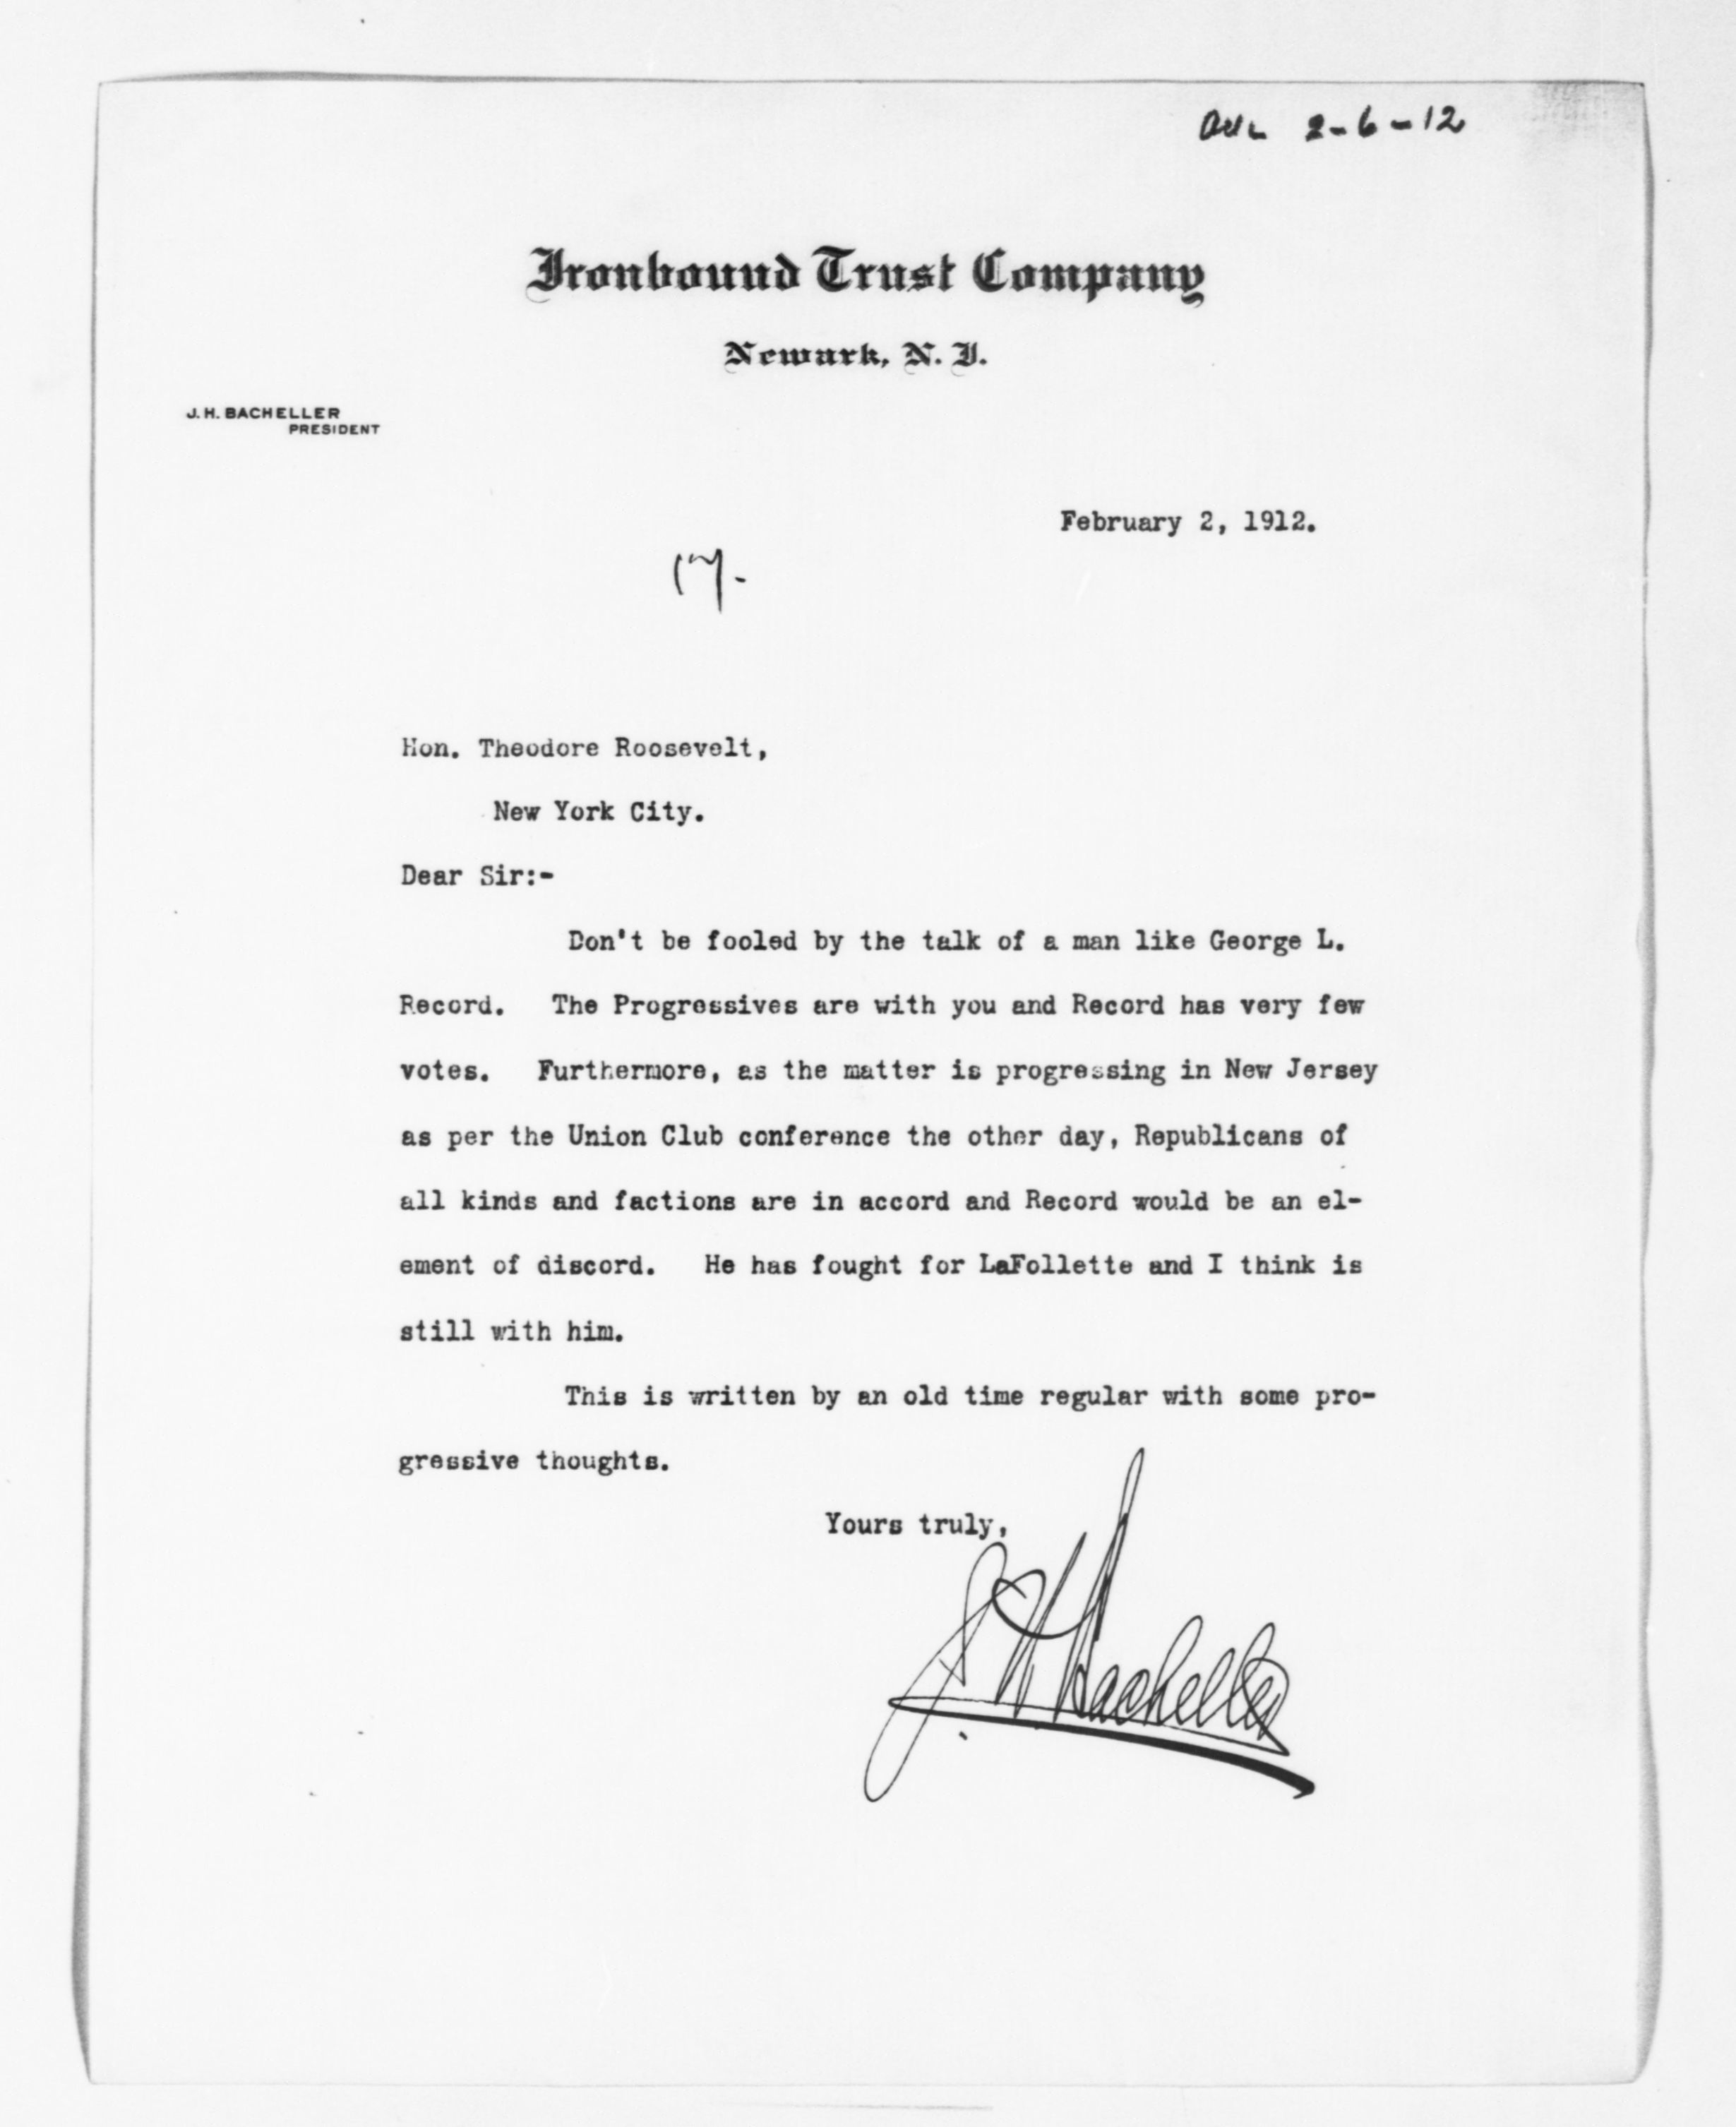 2-6-12
Ironbound Trust Company
Newark, N. J.
J. H. BACHELLER
PRESIDENT
February 2, 1912.
Hon. Theodore Roosevelt,
New York City.
Dear Sir:-
Don't be fooled by the talk of a man like George L.
Record. The Progressives are with you and Record has very few
votes. Furthermore, as the matter is progressing in New Jersey
as per the Union Club conference the other day, Republicans of
all kinds and factions are in accord and Record would be an el-
ement of discord. He has fought for LaFollette and I think is
still with him.
This is written by an old time regular with some pro-
gressive thoughts.
Yours truly,
J. H. Bacheller